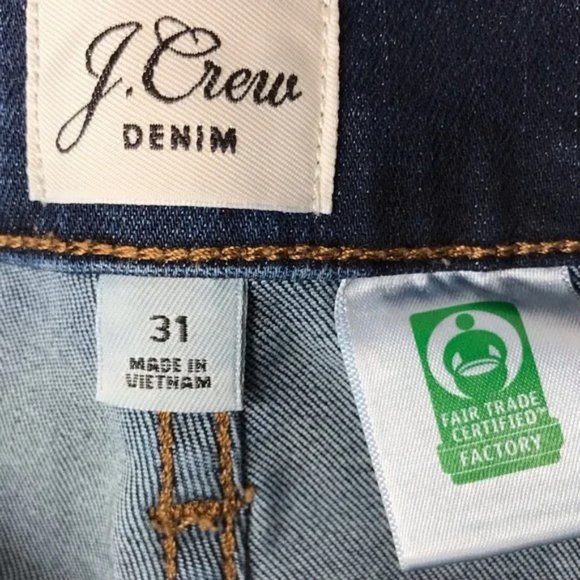 J.Crew
DENIM
31
MADE IN
VIETNAM
FAIR TRADE
CERTIFIED™
FACTORY